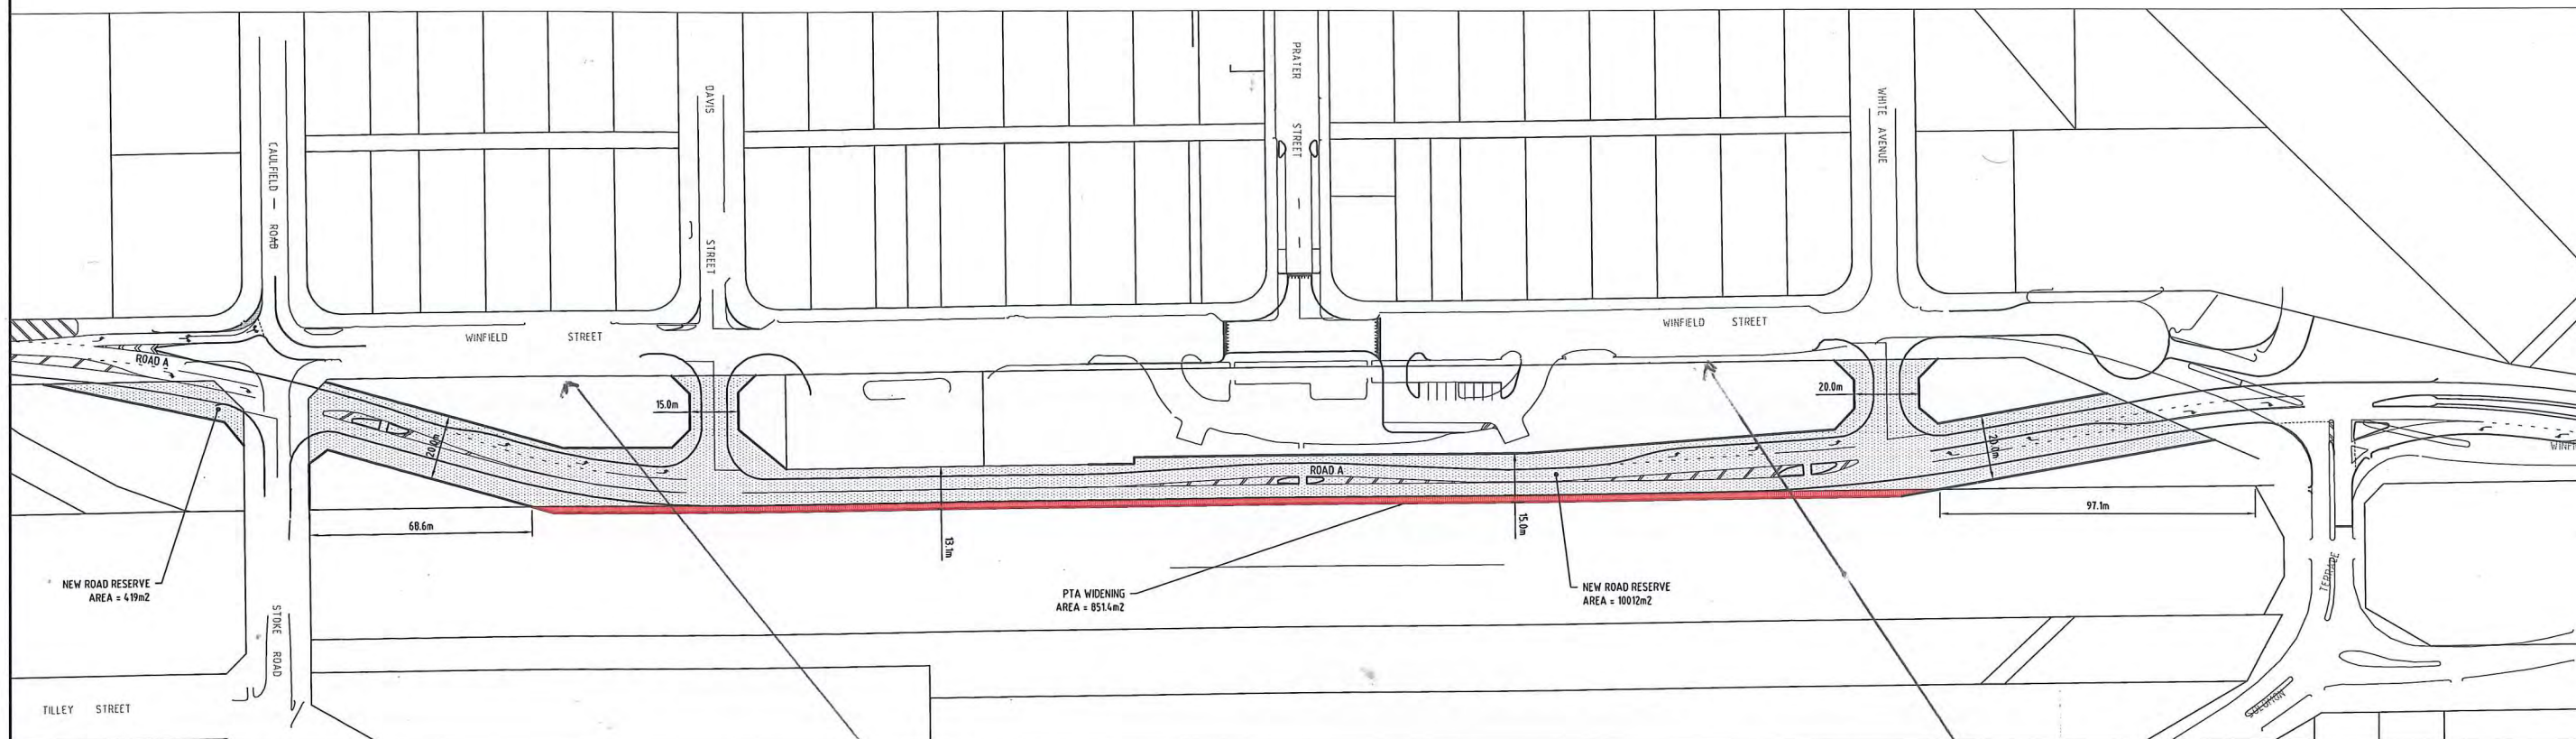 PRATER
STREET
DAVIS
STREET
WHITE AVENUE
CAULFIELD - ROAD
WINFIELD STREET
WINFIELD STREET
ROAD A
15.0m
20.0m
20.0m
20.0m
ROAD A
68.6m
13.1m
15.0m
97.1m
NEW ROAD RESERVE
AREA = 419m2
PTA WIDENING
AREA = 851.4m2
NEW ROAD RESERVE
AREA = 10012m2
TERRACE
STOKE ROAD
TILLEY STREET
SOLOMON